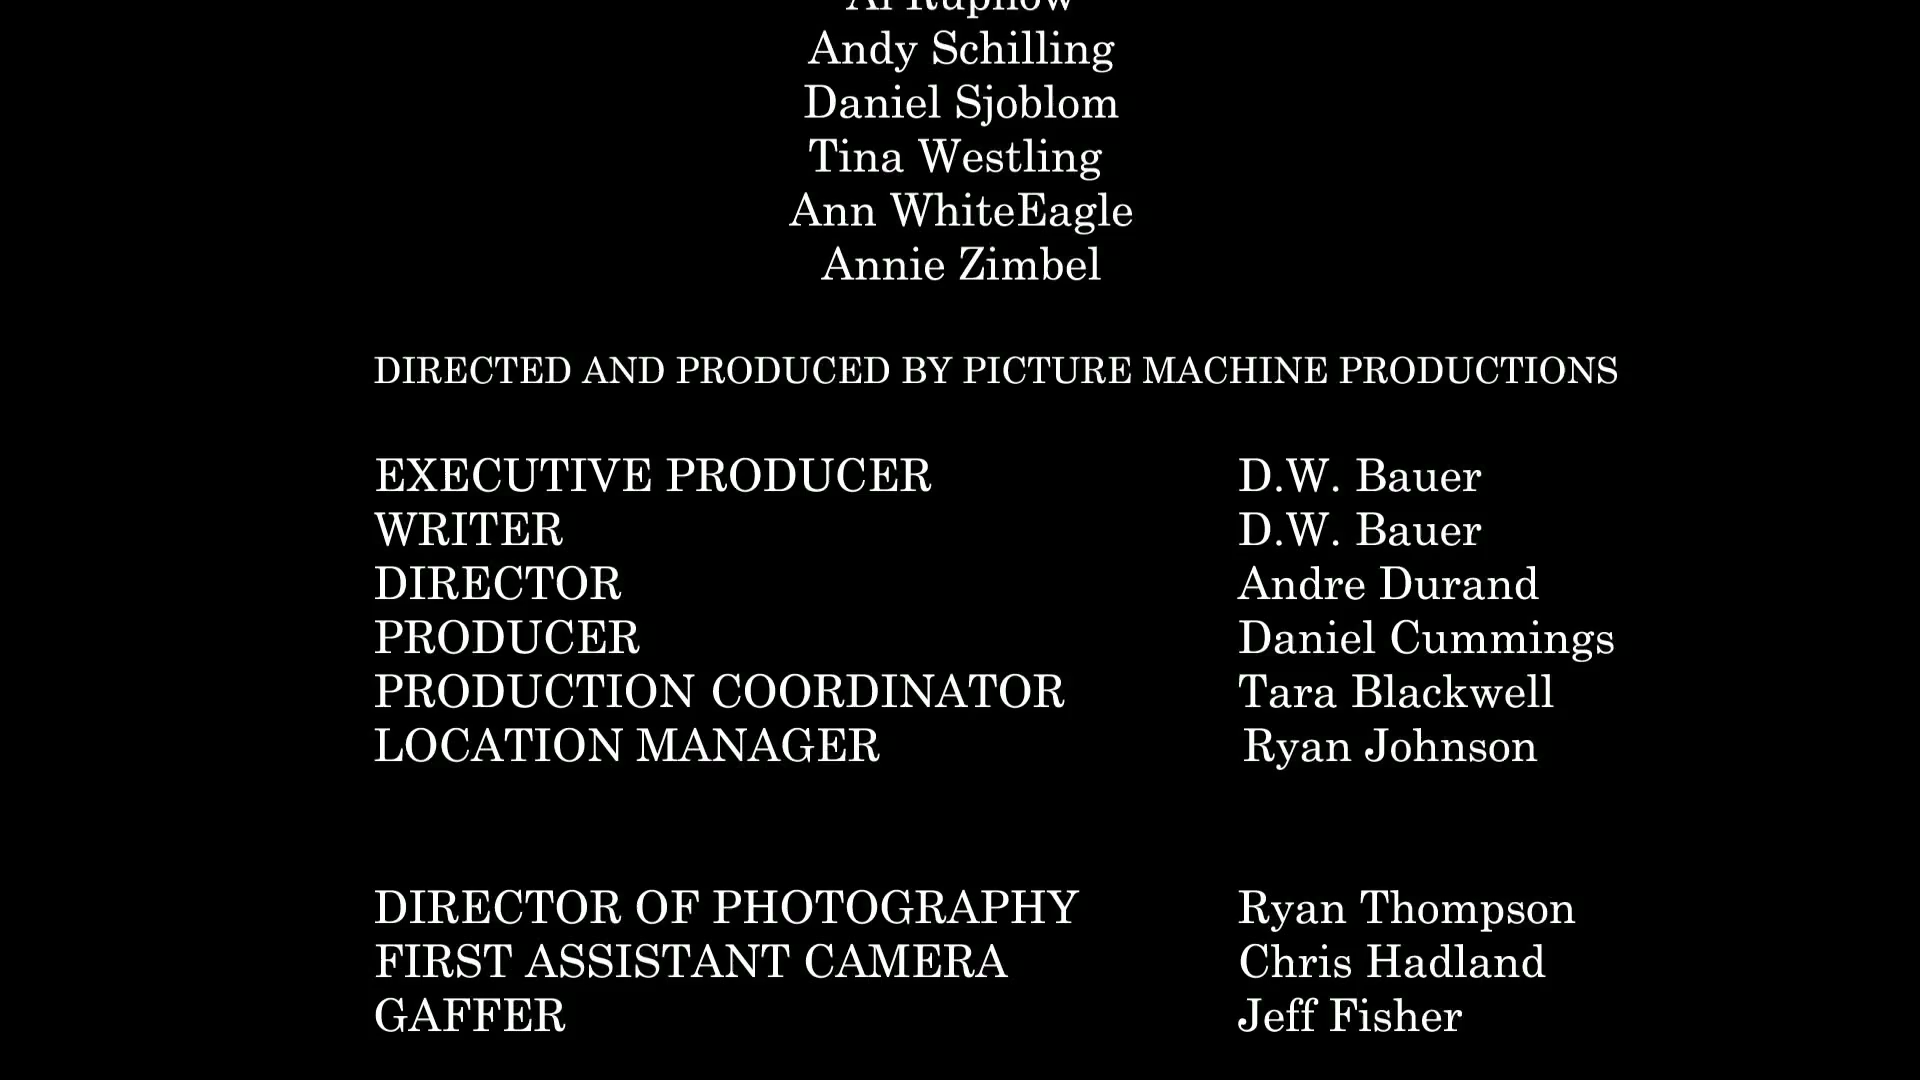 Andy Schilling
Daniel Sjoblom
Tina Westling
Ann WhiteEagle
Annie Zimbel
DIRECTED AND PRODUCED BY PICTURE MACHINE PRODUCTIONS
EXECUTIVE PRODUCER D.W. Bauer
WRITER D.W. Bauer
DIRECTOR Andre Durand
PRODUCER Daniel Cummings
PRODUCTION COORDINATOR Tara Blackwell
LOCATION MANAGER Ryan Johnson
DIRECTOR OF PHOTOGRAPHY Ryan Thompson
FIRST ASSISTANT CAMERA Chris Hadland
GAFFER Jeff Fisher